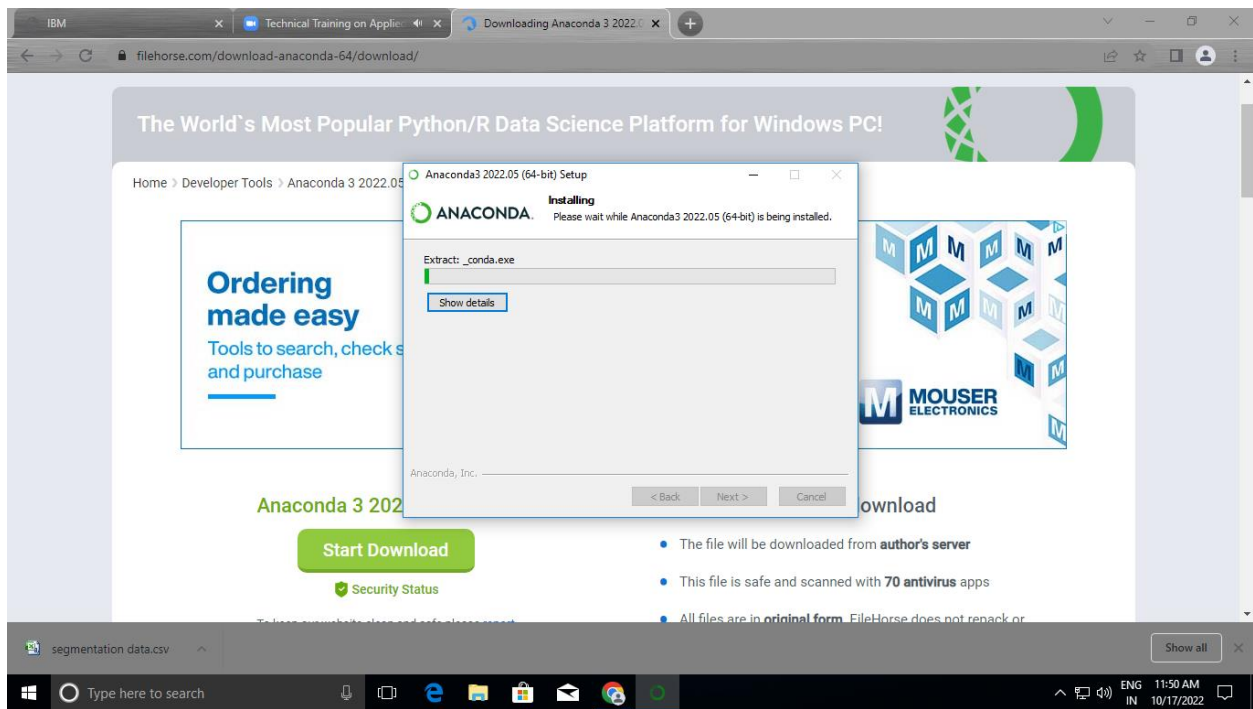 IBM
Technical Training on Applie
Downloading Anaconda 3 2022.0
filehorse.com/download-anaconda-64/download/
The World`s Most Popular Python/R Data Science Platform for Windows PC!
Home > Developer Tools > Anaconda 3 2022.05
Anaconda3 2022.05 (64-bit) Setup
ANACONDA.
Installing
Please wait while Anaconda3 2022.05 (64-bit) is being installed.
Extract: _conda.exe
Show details
Anaconda, Inc.
< Back
Next >
Cancel
Ordering
made easy
Tools to search, check s
and purchase
M M M M M M
M M M M M
M M
M MOUSER
ELECTRONICS
M
Anaconda 3 202
Start Download
Security Status
ownload
The file will be downloaded from author's server
This file is safe and scanned with 70 antivirus apps
All files are in original form. FileHorse does not repack or
segmentation data.csv
Show all
Type here to search
ENG
IN
11:50 AM
10/17/2022